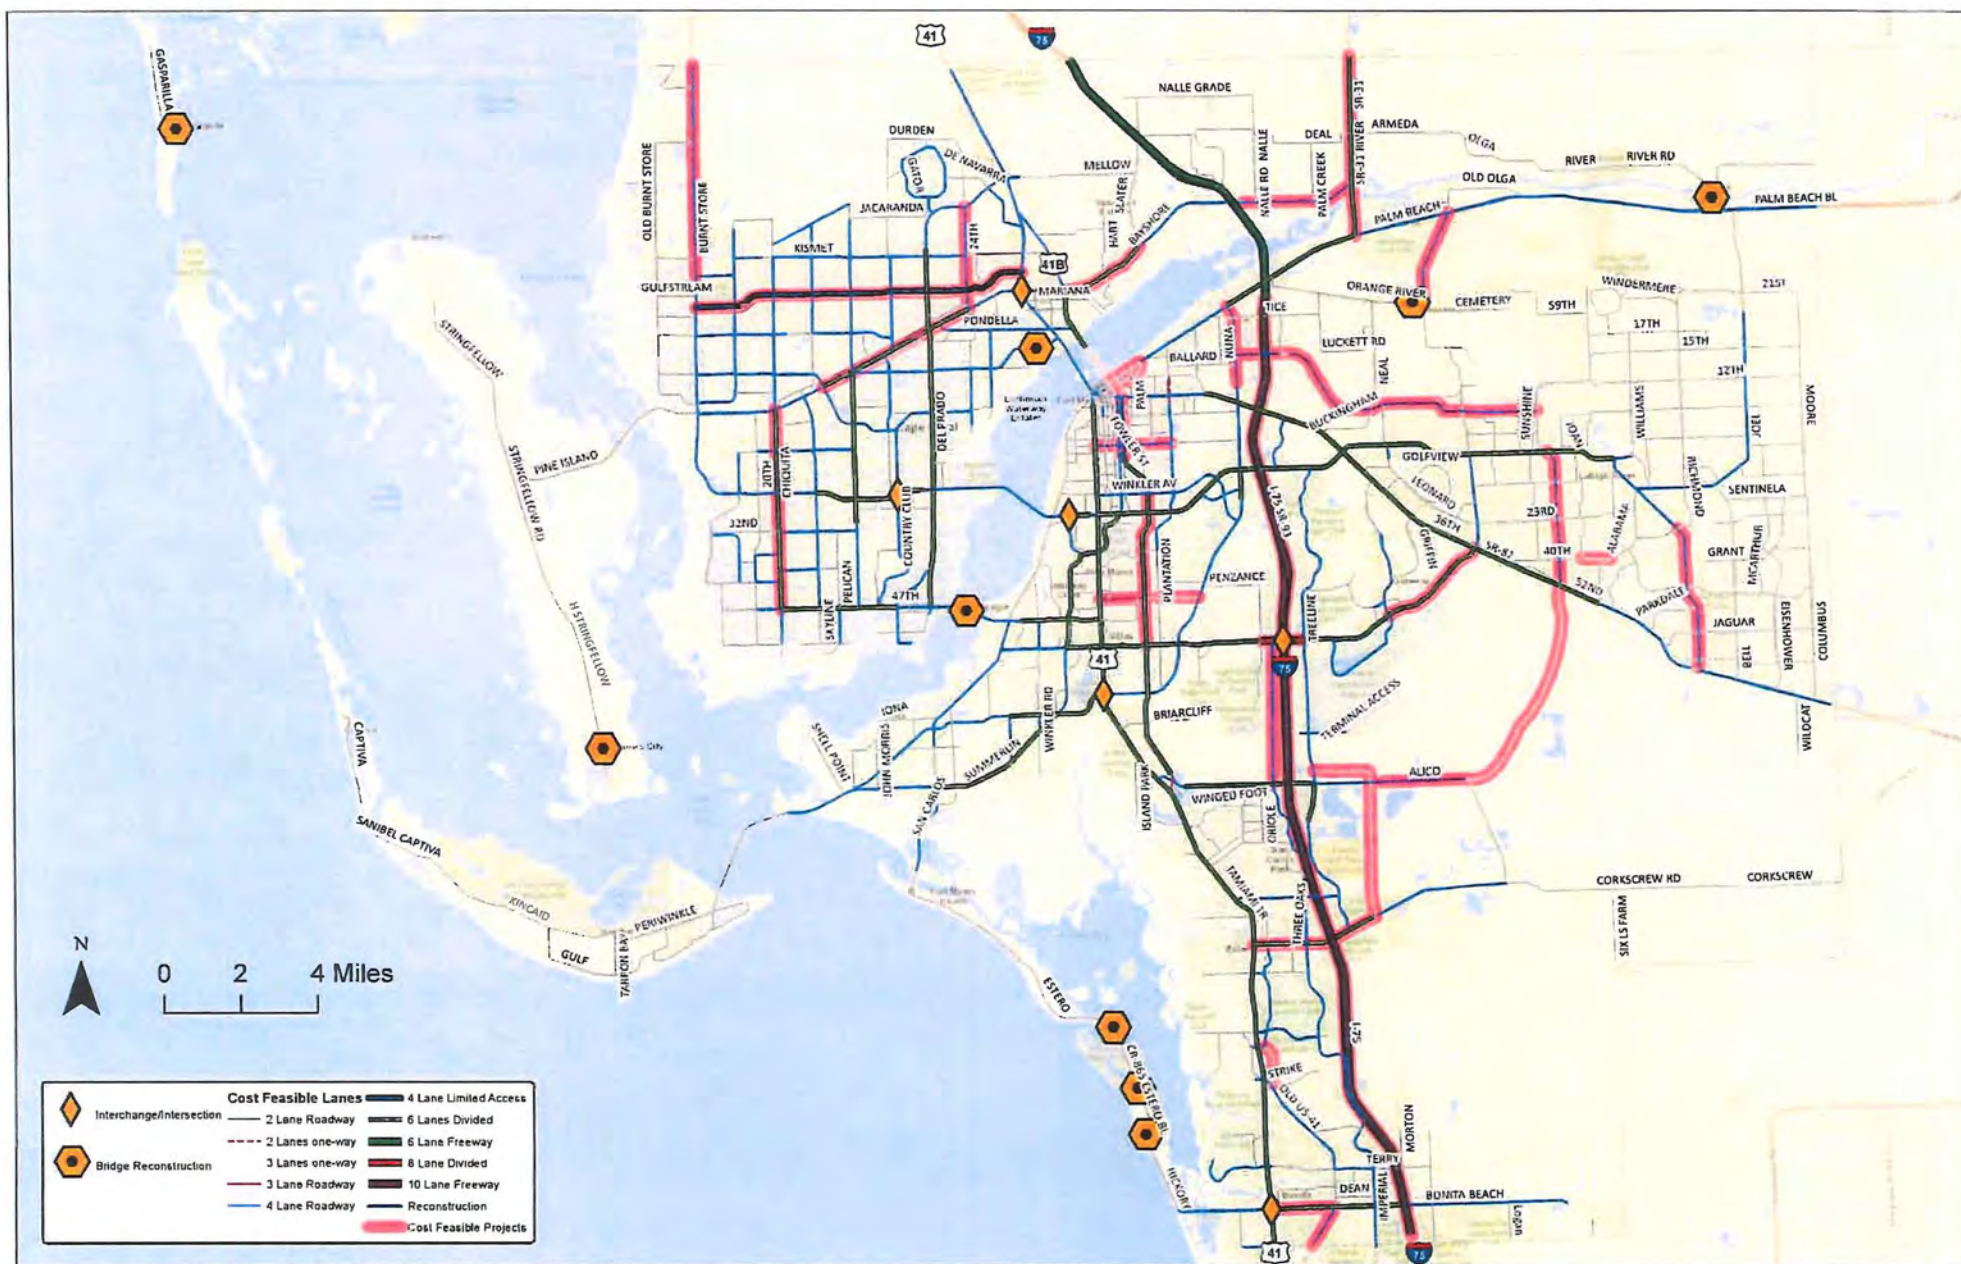 41
75
GASPARILLA
NALLE GRADE
SR-31
DURDEN
DEAL
ARMEDA
OLGA
RIVER
RIVER RD
DE NAVARRA
MELLOW
GATOR
SLATER
HART
NALLE RD
NALLE
PALM CREEK
SR-31 RIVER
OLD OLGA
OLD BURNT STORE
BURNT STORE
JACARANDA
24TH
BAYSHORE
PALM BEACH
PALM BEACH BL
KISMET
41B
GULFSTREAM
MARIANA
ORANGE RIVER
CEMETERY
59TH
WINDERMERE
21ST
TICE
STRINGFELLOW
PONDELLA
NUNA
17TH
LUCKETT RD
15TH
BALLARD
NEAL
12TH
PALM
BUCKINGHAM
SUNSHINE
WILLIAMS
MOORE
DEL PRADO
FOWLER ST
JOAN
JOEL
STRINGFELLOW RD
PINE ISLAND
20TH
CHIQUITA
GOLFVIEW
WINKLER AV
RICHMOND
LEONARD
SENTINELA
COUNTRY CLUB
32ND
I-75 SR-93
36TH
23RD
ALABAMA
SR-82
40TH
GRIFFIN
GRANT
MCARTHUR
PELICAN
PLANTATION
PENZANCE
47TH
52ND
PARKDALE
SKYLINE
TREELINE
JAGUAR
BELL
EISENHOWER
COLUMBUS
H STRINGFELLOW
41
75
IONA
WINKLER RD
BRIARCLIFF
TERMINAL ACCESS
WILDCAT
CAPTIVA
SHELL POINT
JOHN MORRIS
SUMMERLIN
SAN CARLOS
ISLAND PARK
WINGED FOOT
ALICO
ORIOLE
SANIBEL CAPTIVA
TAMIAMI TR
THREE OAKS
CORKSCREW RD
CORKSCREW
KINCAID
PERIWINKLE
GULF
TARPON BAY
SIX LS FARM
N
0 2 4 Miles
ESTERO
I-75
CR-865 ESTERO BL
STRIKE
OLD US-41
MORTON
TERRY
HICKORY
DEAN
IMPERIAL
BONITA BEACH
Logan
41
75
Interchange/Intersection
Bridge Reconstruction
Cost Feasible Lanes
2 Lane Roadway
2 Lanes one-way
3 Lanes one-way
3 Lane Roadway
4 Lane Roadway
4 Lane Limited Access
6 Lanes Divided
6 Lane Freeway
8 Lane Divided
10 Lane Freeway
Reconstruction
Cost Feasible Projects